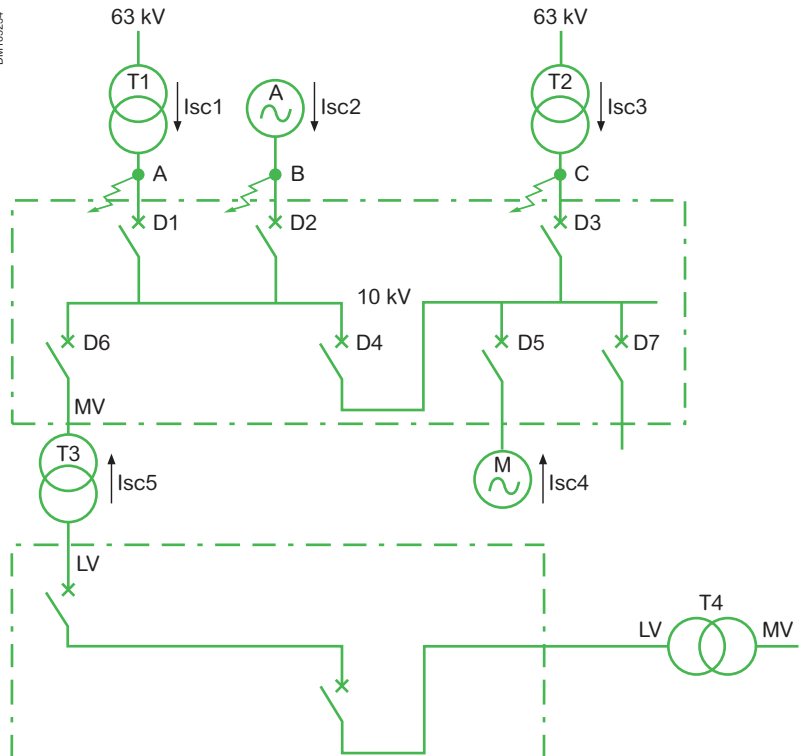 63 kV 63 kV
T1 Isc1 A Isc2 T2 Isc3
A B C
D1 D2 D3
10 kV
D6 D4 D5 D7
MV
T3 Isc5 M Isc4
LV
T4
LV MV